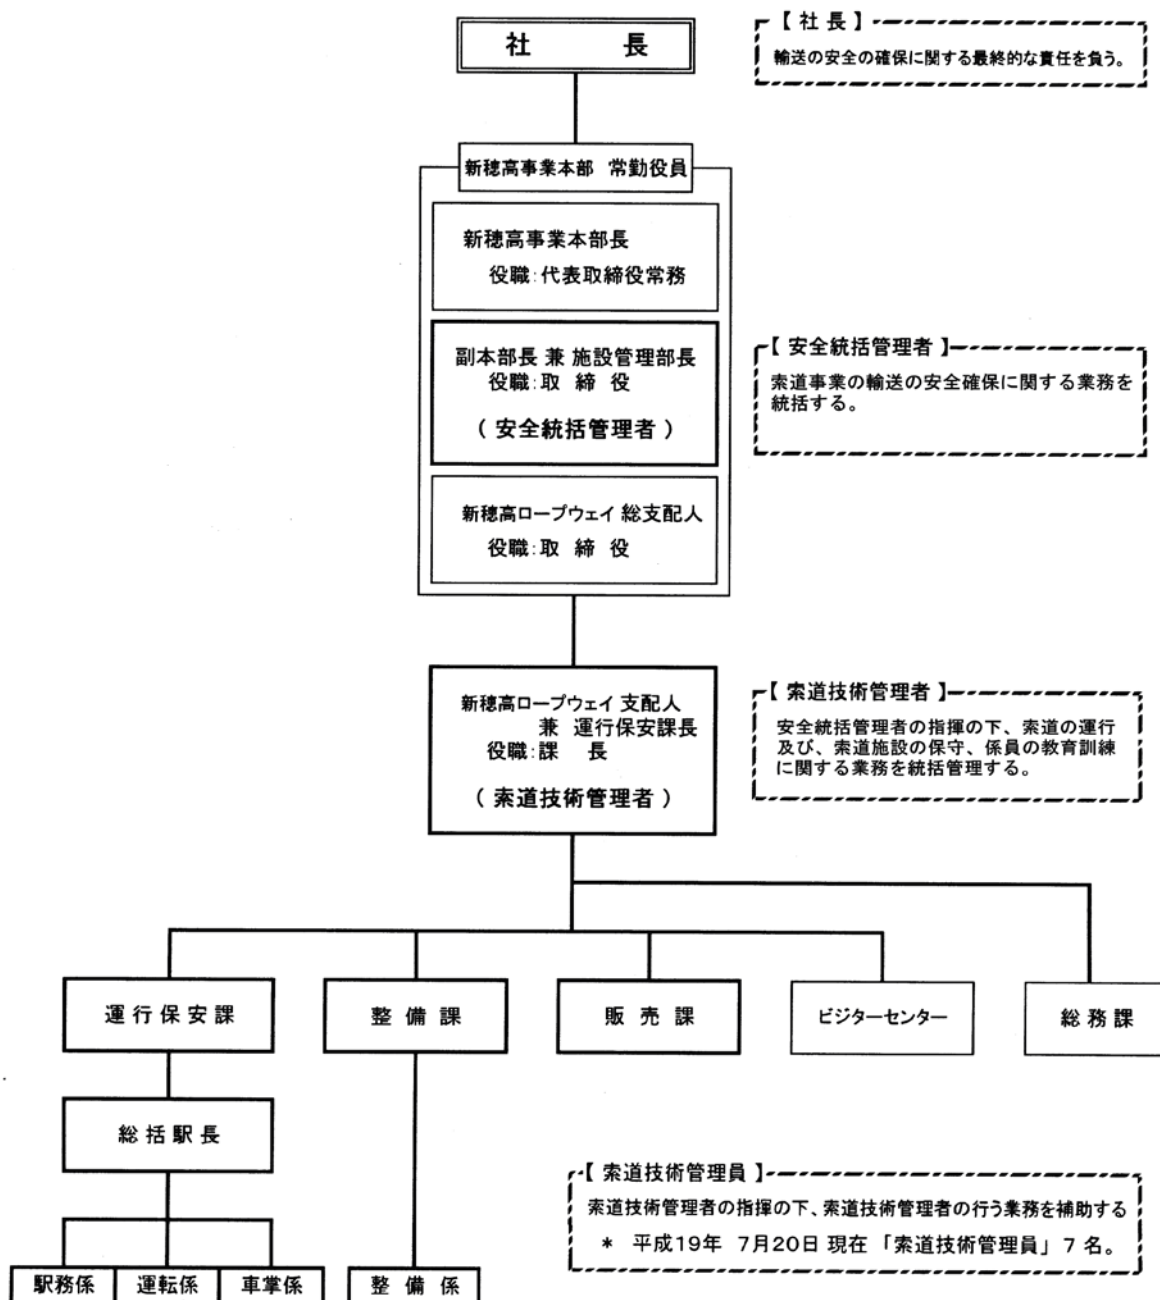 社　　　長
【 社 長 】
輸送の安全の確保に関する最終的な責任を負う。
新穂高事業本部 常勤役員
新穂高事業本部長
役職:代表取締役常務
副本部長 兼 施設管理部長
役職:取 締 役
( 安全統括管理者 )
【 安全統括管理者 】
索道事業の輸送の安全確保に関する業務を
統括する。
新穂高ロープウェイ 総支配人
役職:取 締 役
新穂高ロープウェイ 支配人
兼 運行保安課長
役職:課 長
( 索道技術管理者 )
【 索道技術管理者 】
安全統括管理者の指揮の下、索道の運行
及び、索道施設の保守、係員の教育訓練
に関する業務を統括管理する。
運行保安課
整 備 課
販 売 課
ビジターセンター
総務課
総括駅長
【 索道技術管理員 】
索道技術管理者の指揮の下、索道技術管理者の行う業務を補助する
* 平成19年 7月20日 現在 「索道技術管理員」 7 名。
駅務係
運転係
車掌係
整 備 係